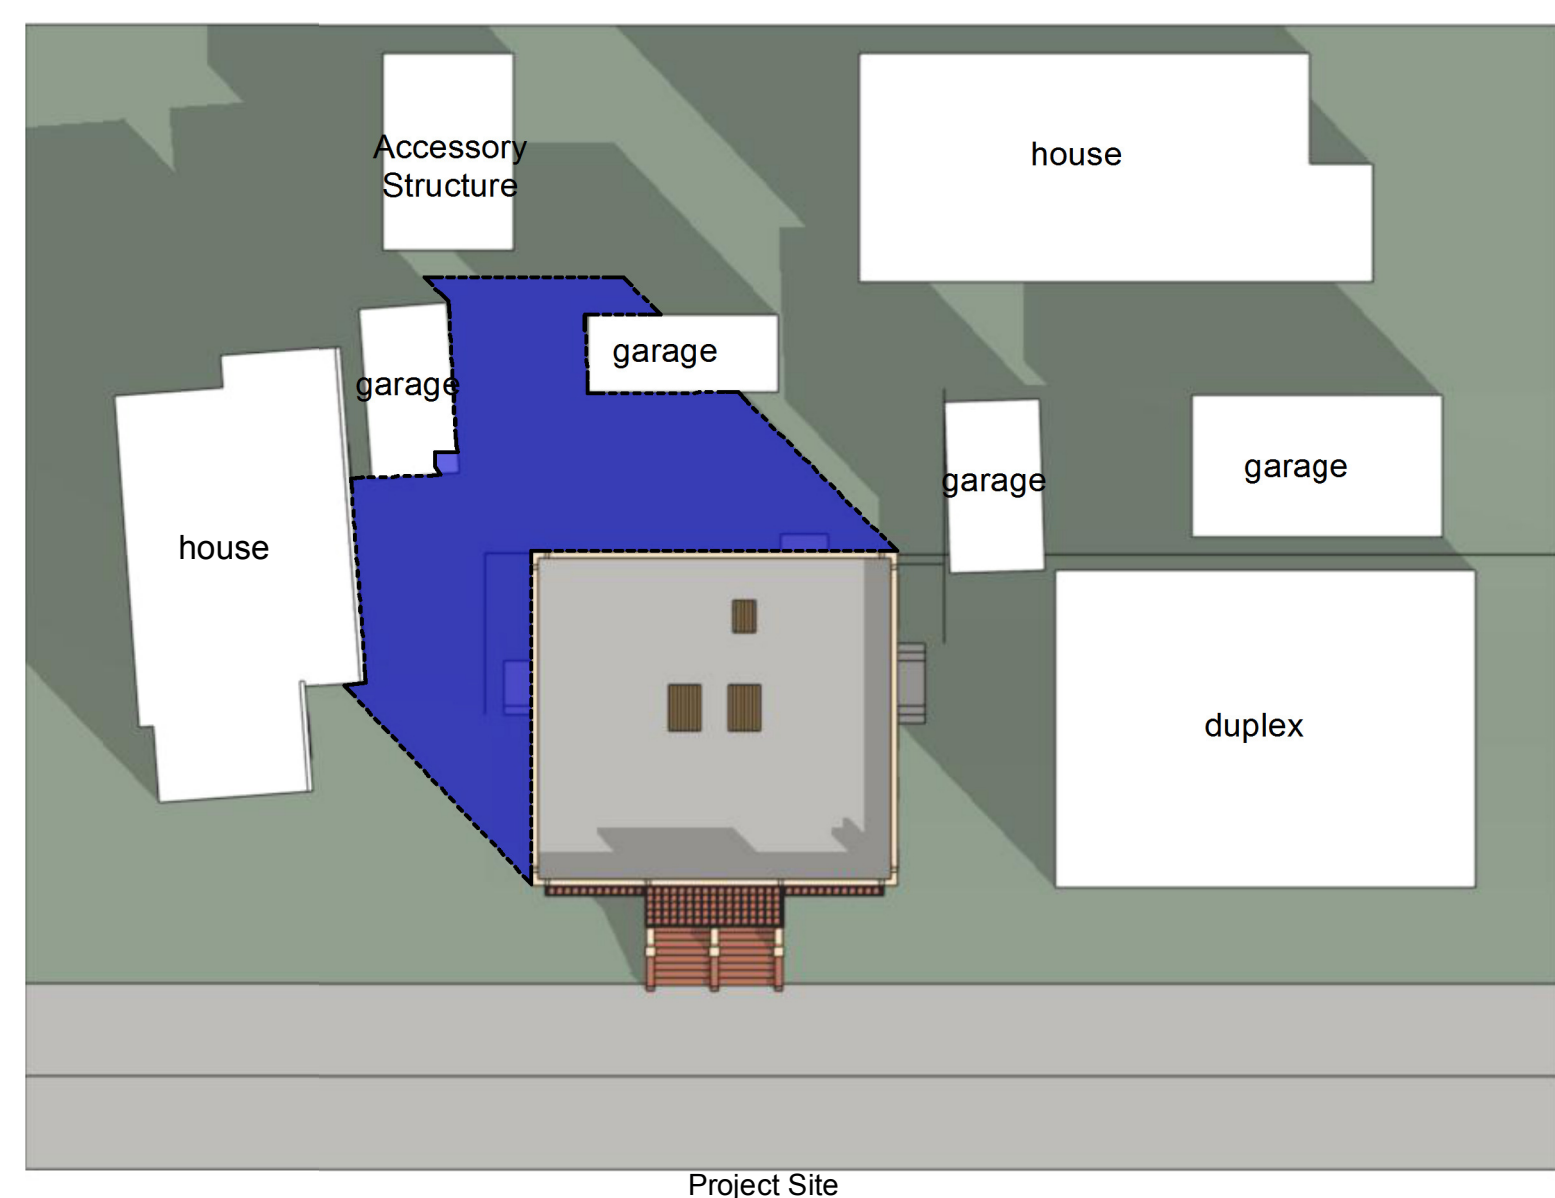 Accessory
Structure
house
garage
garage
garage
garage
house
duplex
Project Site